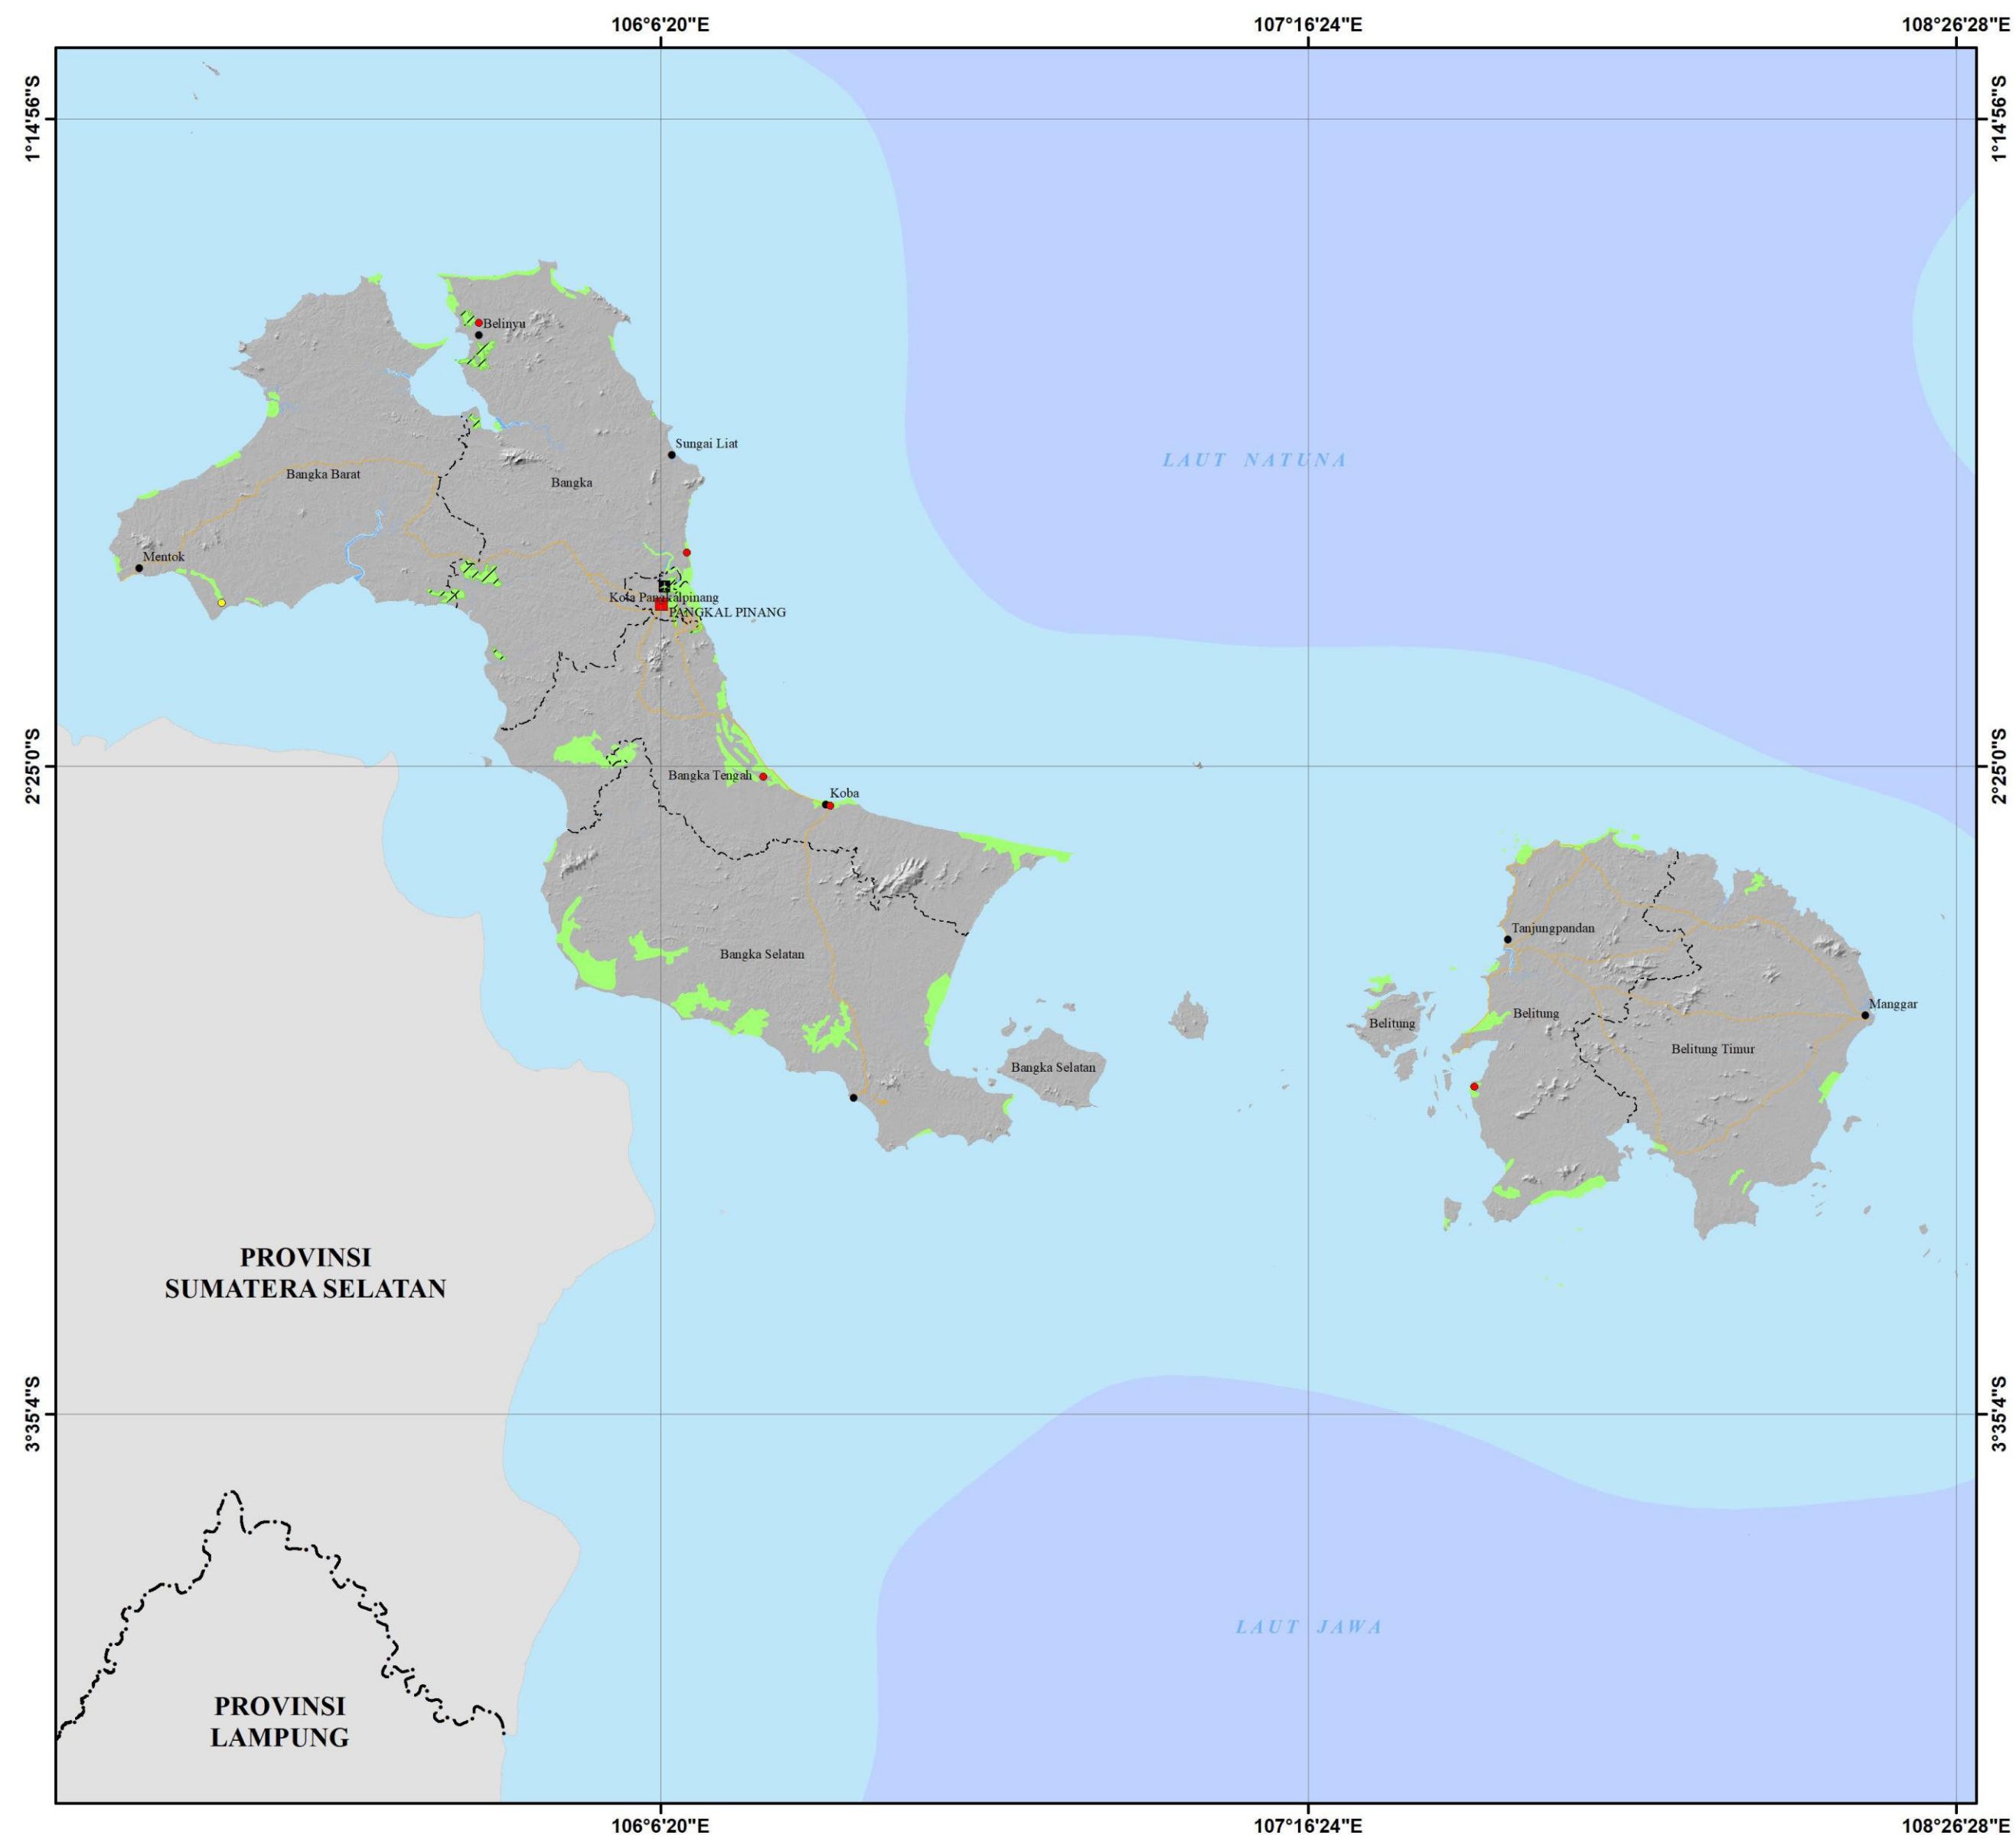 106°6'20"E
107°16'24"E
108°26'28"E
1°14'56"S
1°14'56"S
Belinyu
Sungai Liat
LAUT NATUNA
Bangka Barat
Bangka
Mentok
Kota Pangkalpinang
PANGKAL PINANG
2°25'0"S
2°25'0"S
Bangka Tengah
Koba
Tanjungpandan
Bangka Selatan
Manggar
Belitung
Belitung
Belitung Timur
Bangka Selatan
PROVINSI
SUMATERA SELATAN
3°35'4"S
3°35'4"S
LAUT JAWA
PROVINSI
LAMPUNG
106°6'20"E
107°16'24"E
108°26'28"E